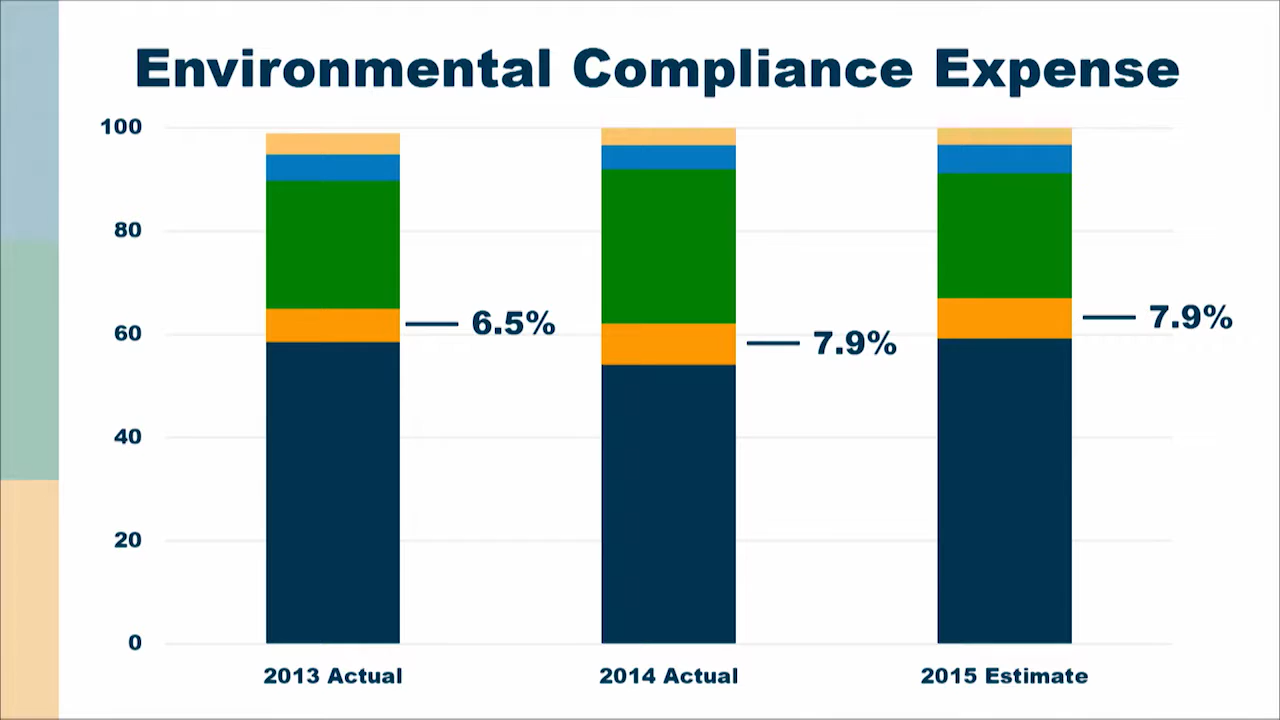 Environmental Compliance Expense
100
80
60
40
20
0
6.5%
7.9%
7.9%
2013 Actual
2014 Actual
2015 Estimate